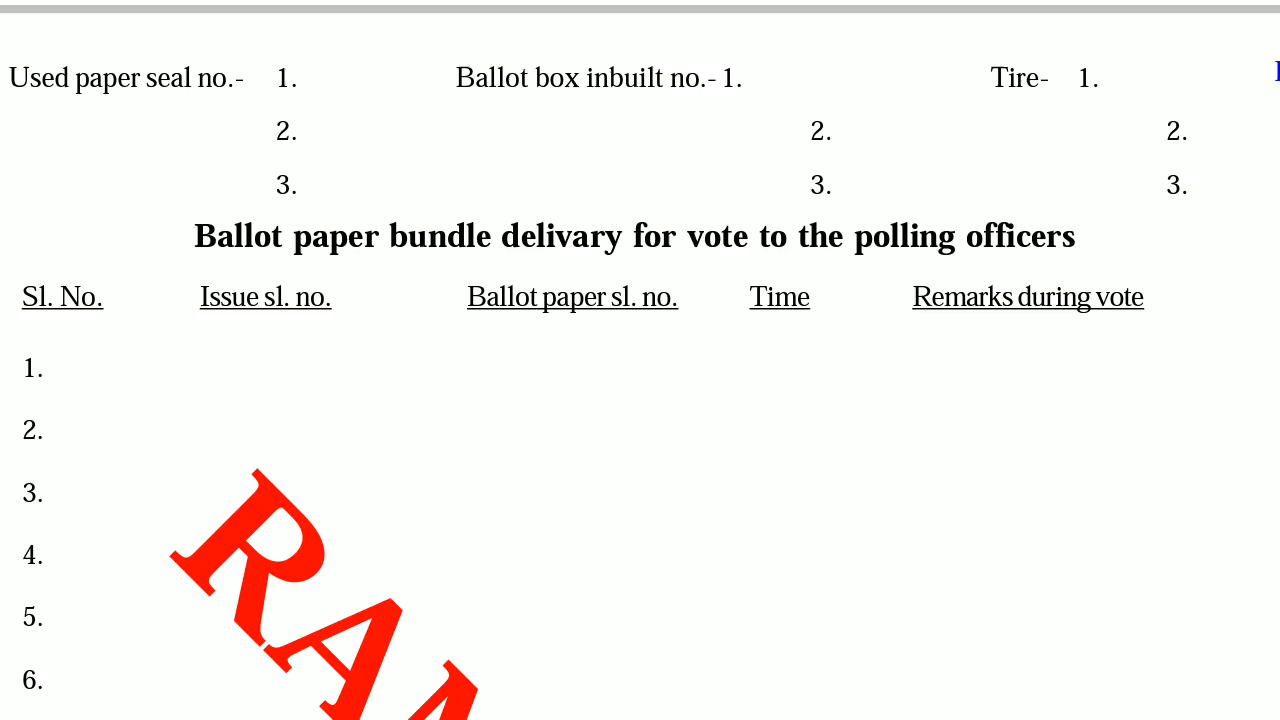 Used paper seal no.- 1. Ballot box inbuilt no.- 1. Tire- 1.
2. 2. 2.
3. 3. 3.
Ballot paper bundle delivary for vote to the polling officers
Sl. No. Issue sl. no. Ballot paper sl. no. Time Remarks during vote
1.
2.
3.
4.
5.
6.
RAM